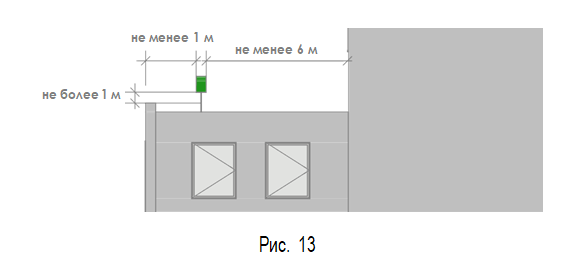 не менее 1 м
не менее 6 м
не более 1 м
Рис. 13